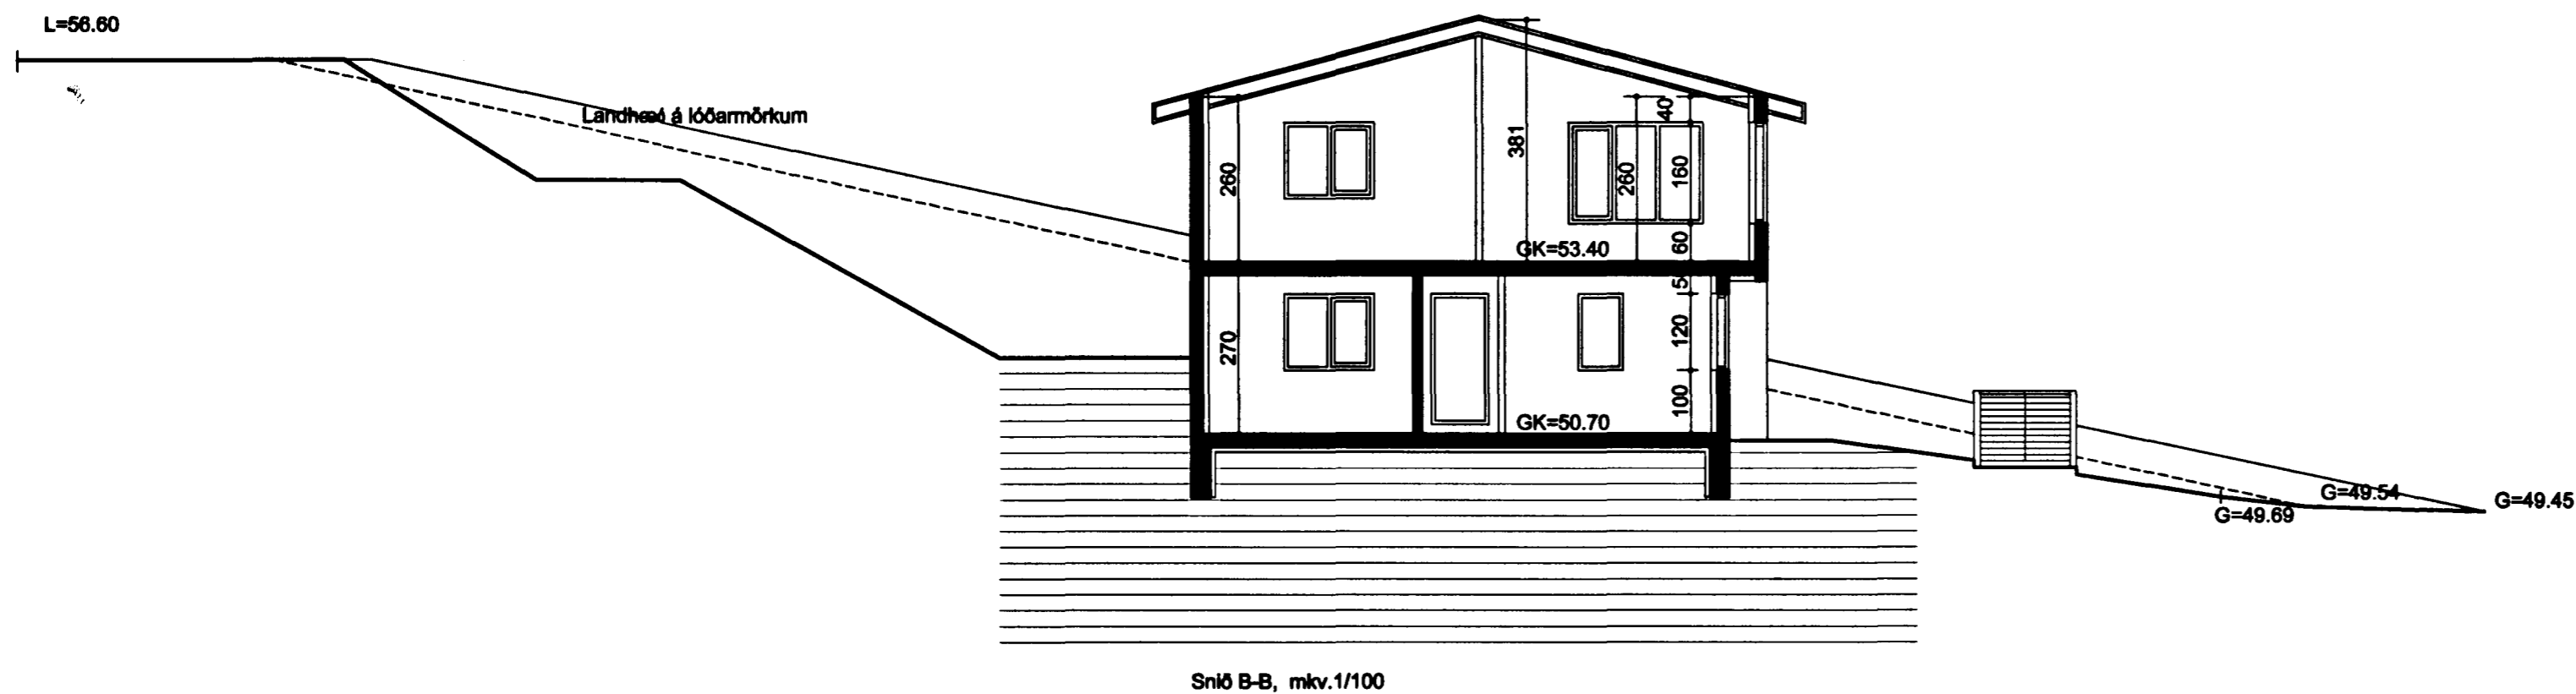 L=56.60
Landhæð á lóðarmörkum
381
40
260
260
160
GK=53.40
60
5
270
120
100
GK=50.70
G=49.54
G=49.45
G=49.69
Snið B-B, mkv.1/100